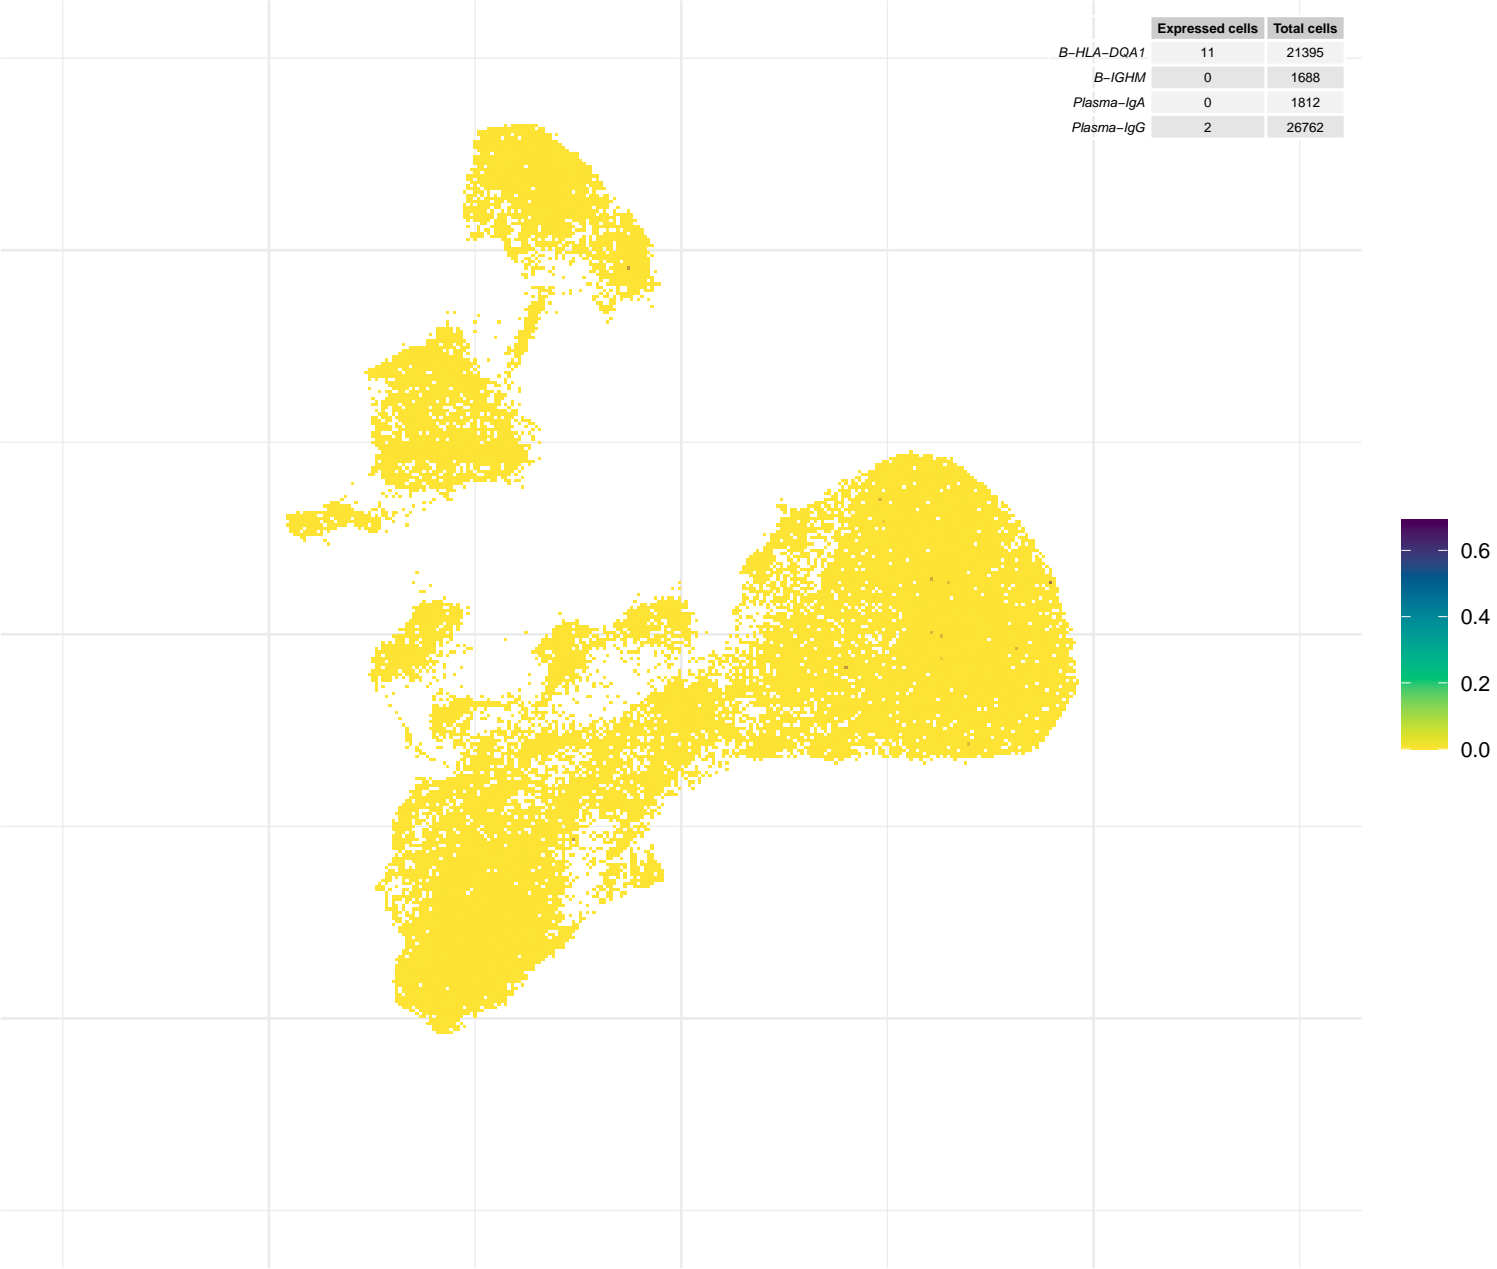 Expressed cells Total cells
B−HLA−DQA1 11 21395
B−IGHM 0 1688
Plasma−IgA 0 1812
Plasma−IgG 2 26762
0.6
0.4
0.2
0.0